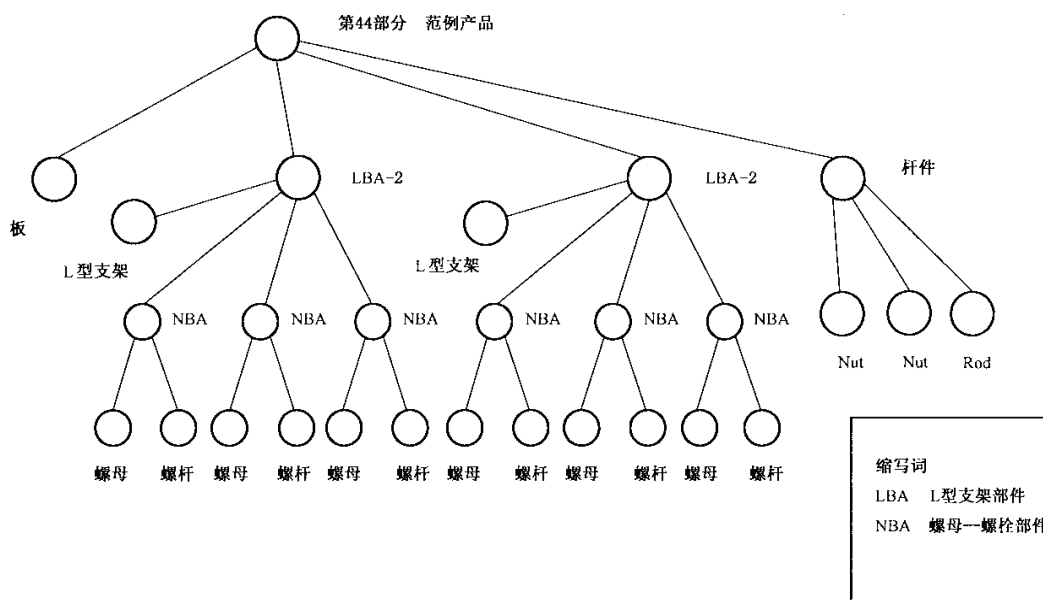 第44部分 范例产品
LBA-2
LBA-2
杆件
板
L型支架
L型支架
NBA
NBA
NBA
NBA
NBA
NBA
Nut
Nut
Rod
螺母
螺杆
螺母
螺杆
螺母
螺杆
螺母
螺杆
螺母
螺杆
螺母
螺杆
缩写词
LBA L型支架部件
NBA 螺母--螺栓部件